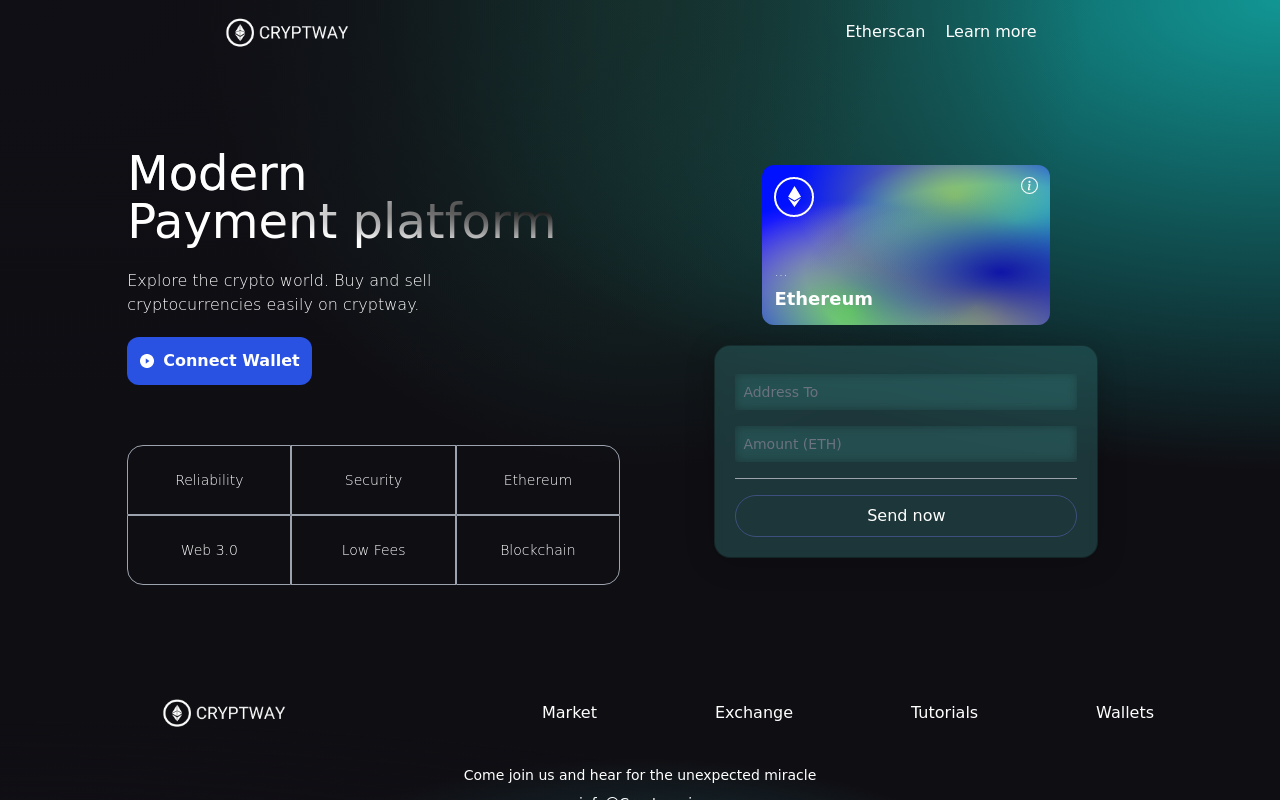 CRYPTWAY
Etherscan
Learn more
Modern
Payment platform
Explore the crypto world. Buy and sell
cryptocurrencies easily on cryptway.
Connect Wallet
...
Ethereum
Address To
Amount (ETH)
Send now
Reliability
Security
Ethereum
Web 3.0
Low Fees
Blockchain
CRYPTWAY
Market
Exchange
Tutorials
Wallets
Come join us and hear for the unexpected miracle